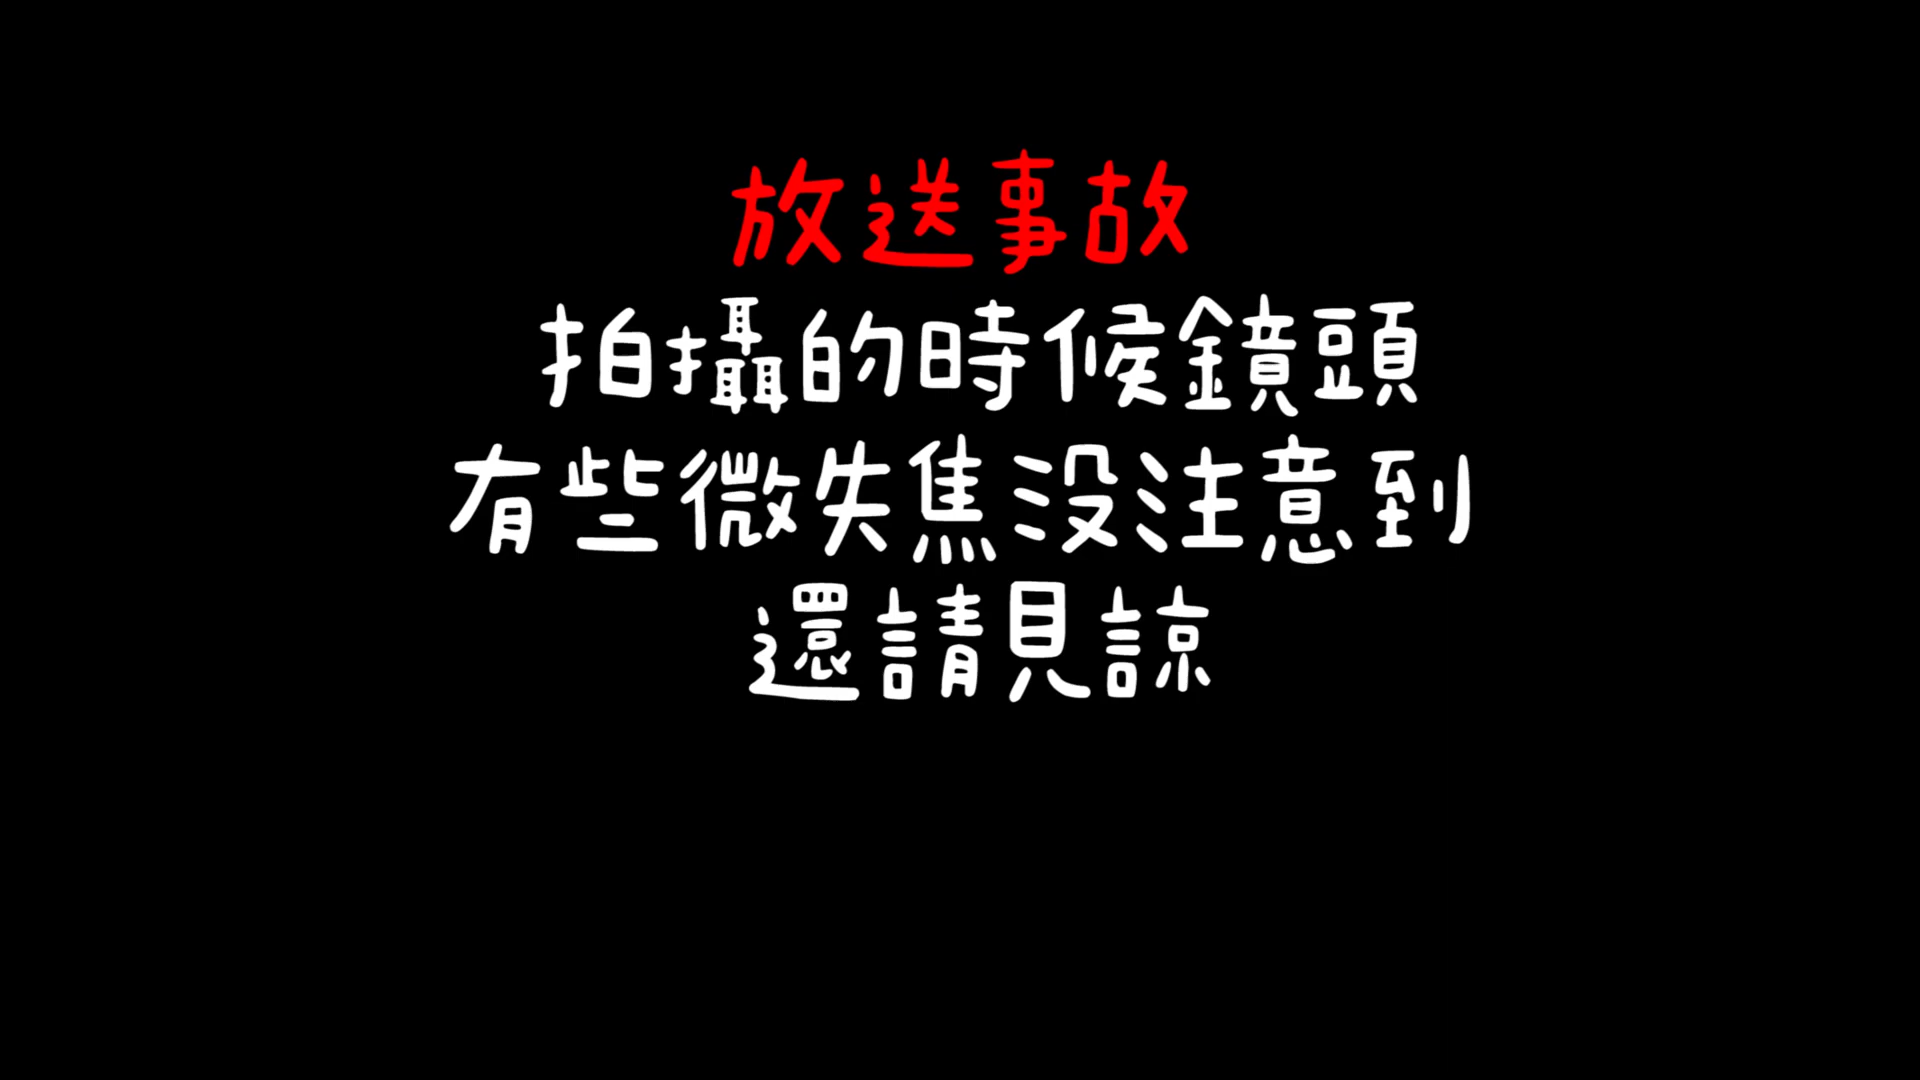 放送事故
拍攝的時候鏡頭
有些微失焦没注意到
還請見諒